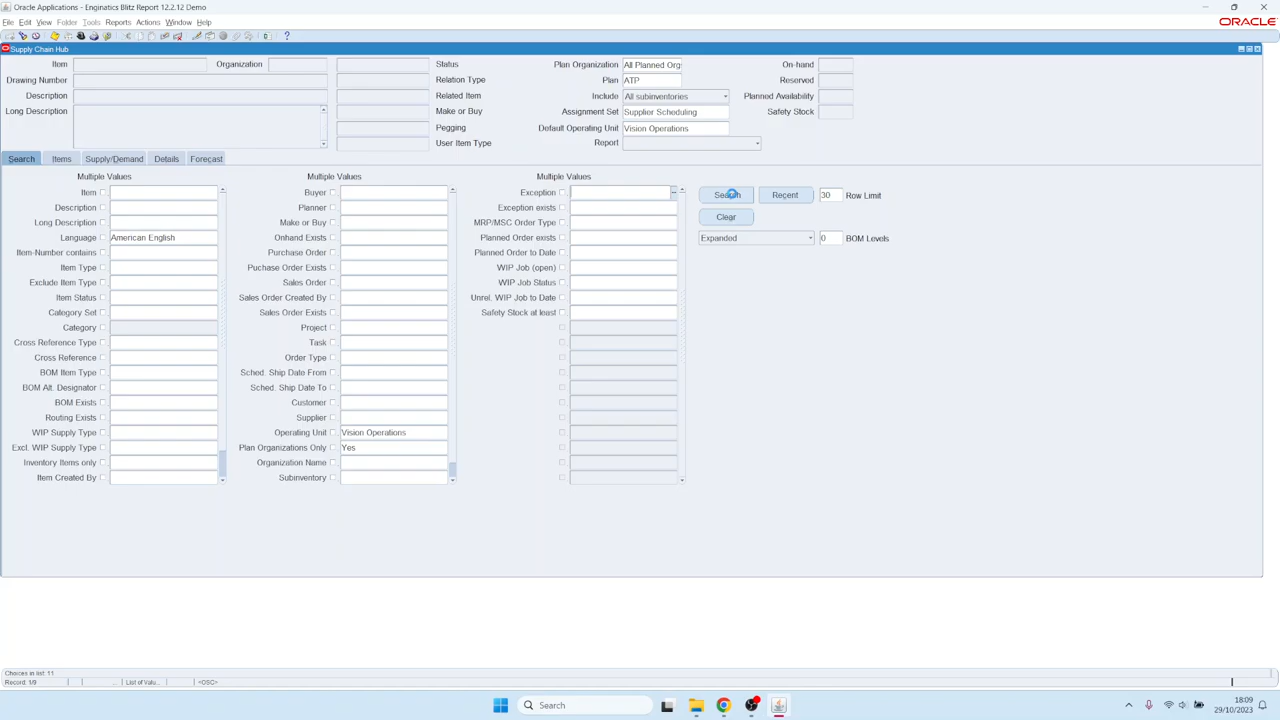 Oracle Applications - Enginatics Blitz Report 12.2.12 Demo
File Edit View Folder Tools Reports Actions Window Help
ORACLE
Supply Chain Hub
Item Organization Status Plan Organization All Planned Org On-hand
Drawing Number Relation Type Plan ATP Reserved
Description Related Item Include All subinventories Planned Availability
Long Description Make or Buy Assignment Set Supplier Scheduling Safety Stock
Pegging Default Operating Unit Vision Operations
User Item Type Report
Search Items Supply/Demand Details Forecast
Multiple Values Multiple Values Multiple Values
Item Buyer Exception Search Recent 30 Row Limit
Description Planner Exception exists
Long Description Make or Buy MRP/MSC Order Type Clear
Language American English Onhand Exists Planned Order exists Expanded 0 BOM Levels
Item-Number contains Purchase Order Planned Order to Date
Item Type Puchase Order Exists WIP Job (open)
Exclude Item Type Sales Order WIP Job Status
Item Status Sales Order Created By Unrel. WIP Job to Date
Category Set Sales Order Exists Safety Stock at least
Category Project
Cross Reference Type Task
Cross Reference Order Type
BOM Item Type Sched. Ship Date From
BOM Alt. Designator Sched. Ship Date To
BOM Exists Customer
Routing Exists Supplier
WIP Supply Type Operating Unit Vision Operations
Excl. WIP Supply Type Plan Organizations Only Yes
Inventory Items only Organization Name
Item Created By Subinventory
Choices in list: 11
Record: 1/9 ... List of Valu... <OSC>
Search
18:09
29/10/2023